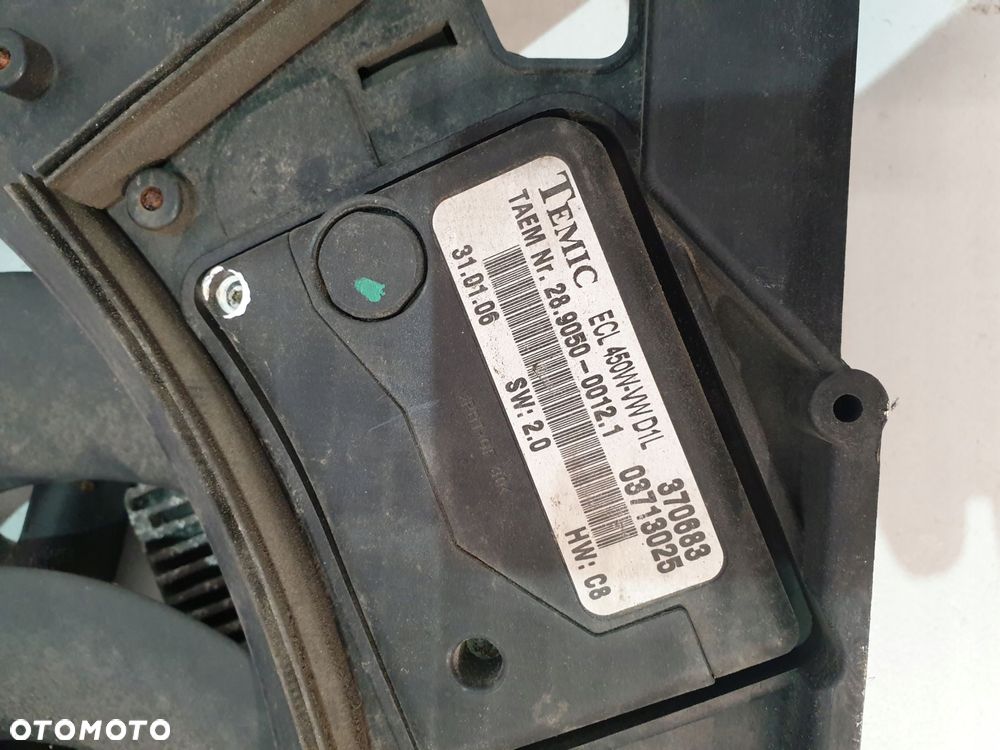 TEMIC ECL 450W-VW D1L 370683
TAEM Nr. 28.9050-0012.1 03713025
31.01.06 SW: 2.0 HW: C8
OTOMOTO